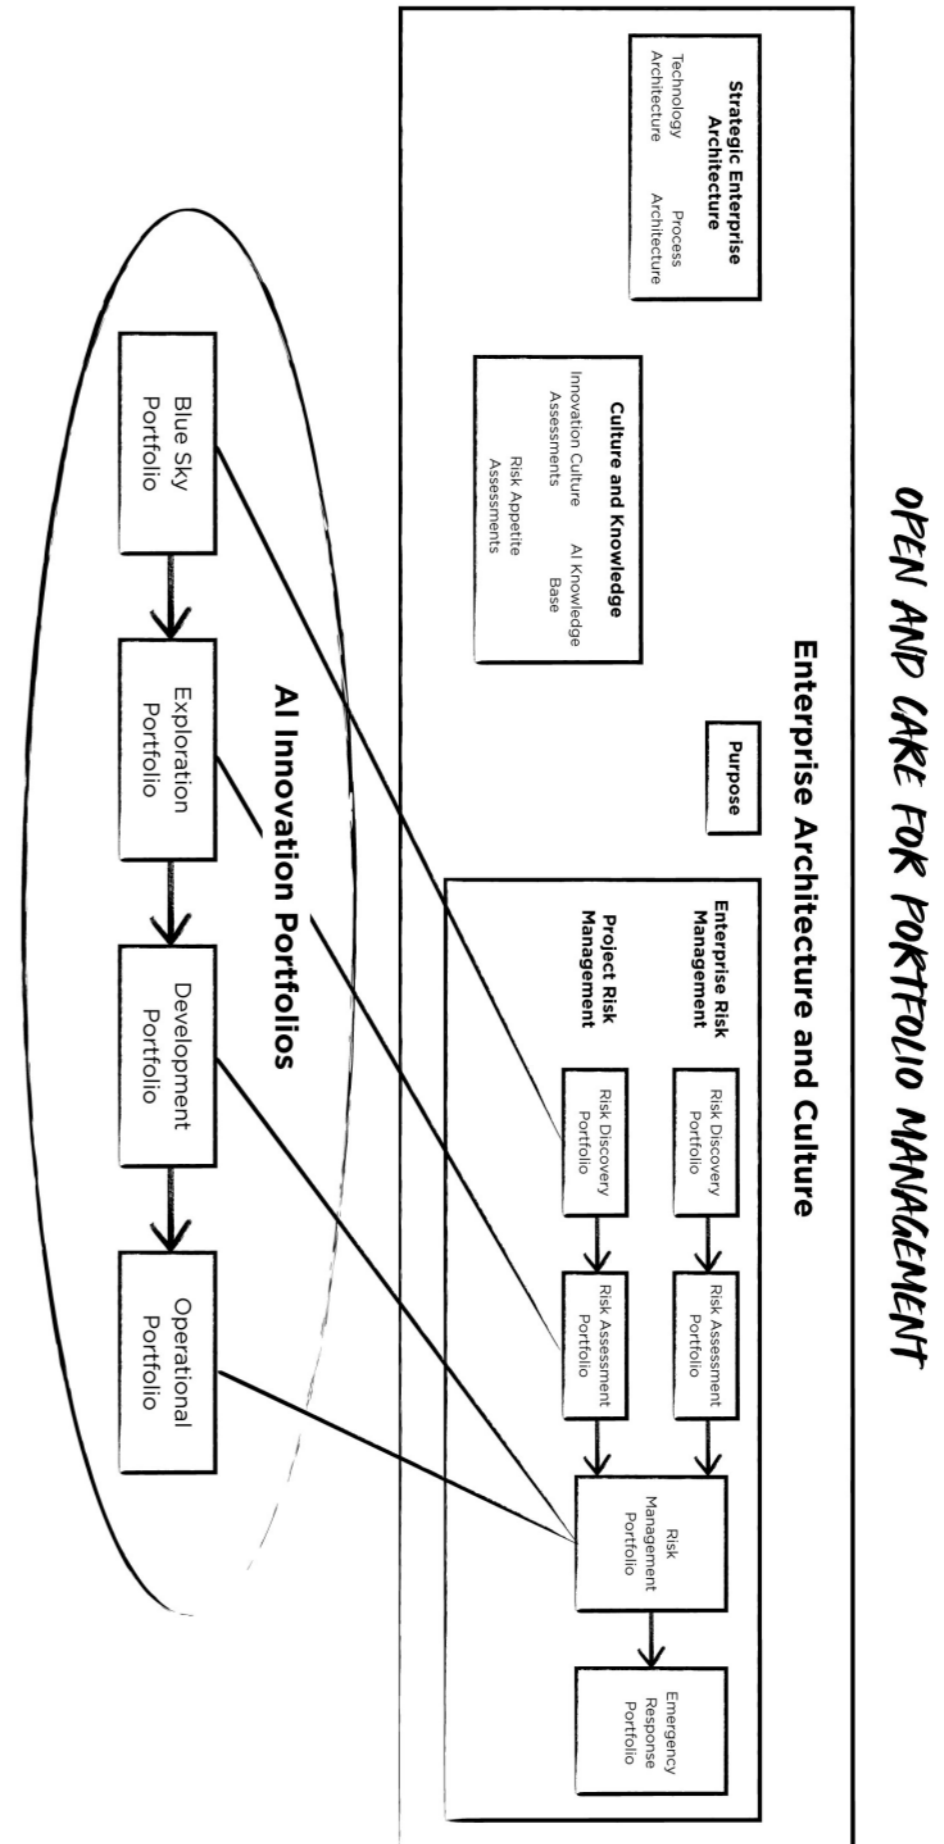 OPEN AND CARE FOR PORTFOLIO MANAGEMENT
Enterprise Architecture and Culture
Strategic Enterprise
Architecture
Technology
Architecture
Process
Architecture
Culture and Knowledge
Innovation Culture
Assessments
AI Knowledge
Base
Risk Appetite
Assessments
Purpose
Enterprise Risk
Management
Risk Discovery
Portfolio
Risk Assessment
Portfolio
Project Risk
Management
Risk Discovery
Portfolio
Risk Assessment
Portfolio
Risk
Management
Portfolio
Emergency
Response
Portfolio
AI Innovation Portfolios
Blue Sky
Portfolio
Exploration
Portfolio
Development
Portfolio
Operational
Portfolio